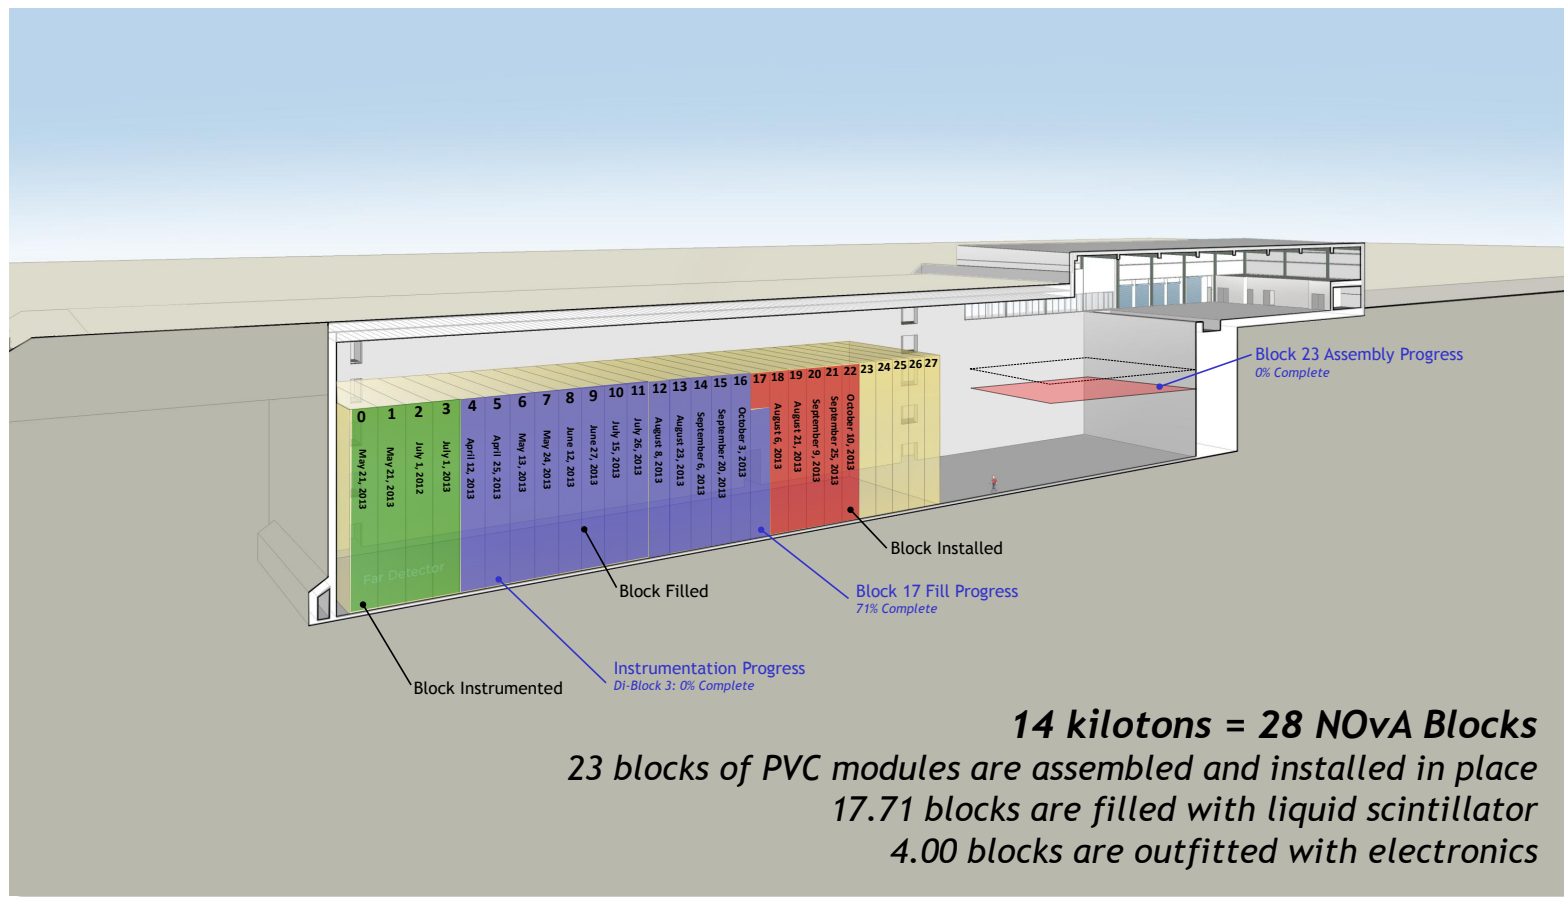 0 1 2 3 4 5 6 7 8 9 10 11 12 13 14 15 16 17 18 19 20 21 22 23 24 25 26 27
May 21, 2013
May 21, 2013
July 1, 2012
July 1, 2013
April 12, 2013
April 25, 2013
May 13, 2013
May 24, 2013
June 12, 2013
June 27, 2013
July 15, 2013
July 26, 2013
August 8, 2013
August 23, 2013
September 6, 2013
September 20, 2013
October 3, 2013
August 6, 2013
August 21, 2013
September 9, 2013
September 25, 2013
October 10, 2013
Block 23 Assembly Progress
0% Complete
Block Installed
Far Detector
Block Filled
Block 17 Fill Progress
71% Complete
Instrumentation Progress
Di-Block 3: 0% Complete
Block Instrumented
14 kilotons = 28 NOvA Blocks
23 blocks of PVC modules are assembled and installed in place
17.71 blocks are filled with liquid scintillator
4.00 blocks are outfitted with electronics